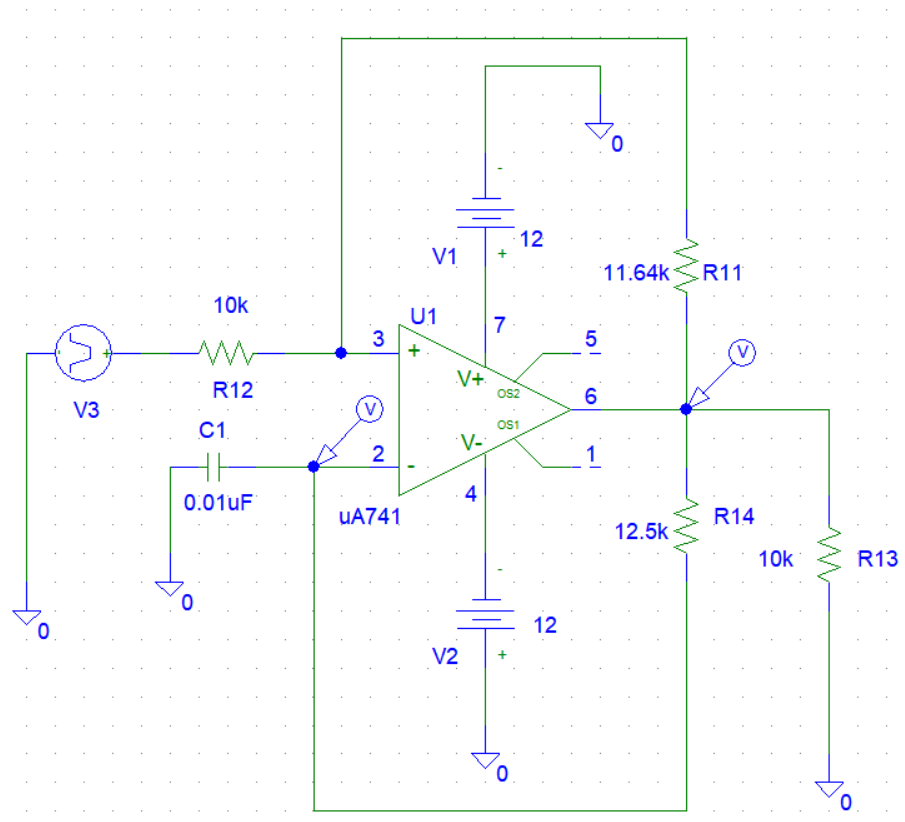 0
-
12
V1
+
11.64k
R11
10k
U1
7
5
3
+
V+
OS2
V
-
+
V3
R12
V
6
C1
OS1
V-
2
-
1
0.01uF
uA741
4
R14
12.5k
10k
R13
-
0
0
12
V2
+
0
0